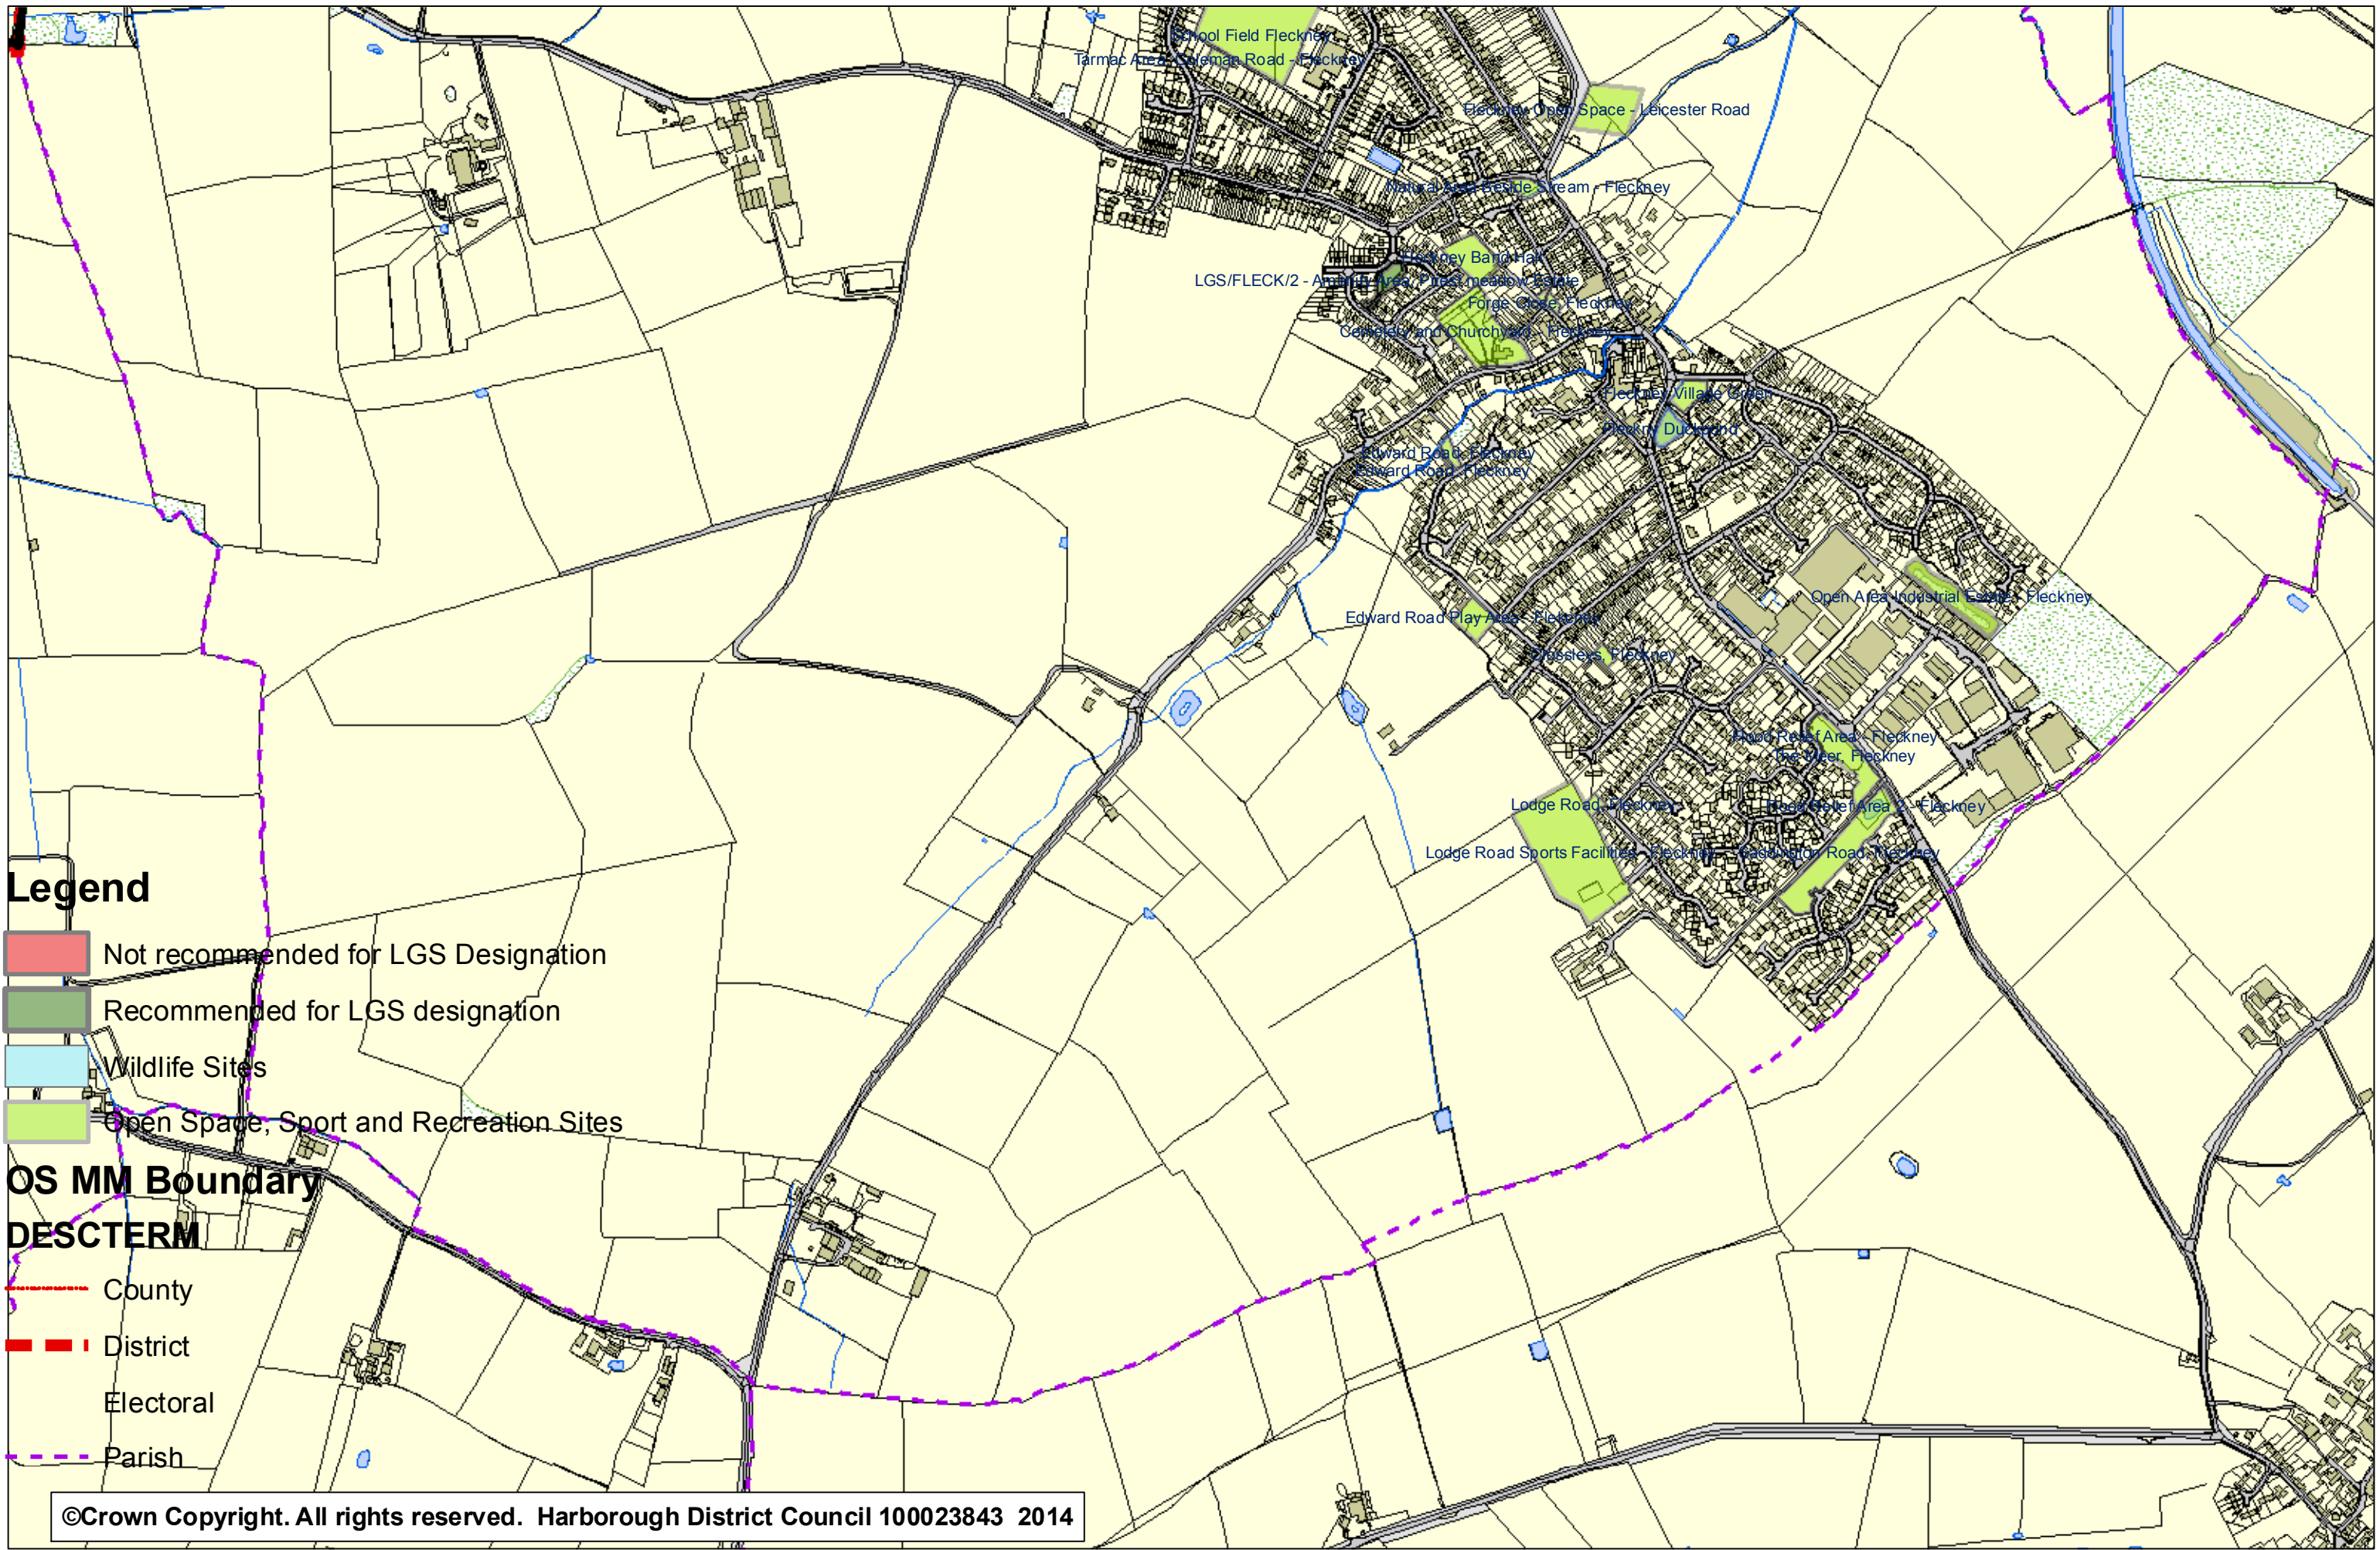 School Field Fleckney
Tarmac Area, Coleman Road - Fleckney
Fleckney Open Space - Leicester Road
Natural Area Beside Stream - Fleckney
Fleckney Band Hall
LGS/FLECK/2 - Amenity Area, Priest meadow Estate
Forge Close, Fleckney
Cemetery and Churchyard - Fleckney
Fleckney Village Green
Fleckny Duckpond
Edward Road, Fleckney
Edward Road, Fleckney
Open Area Industrial Estate - Fleckney
Edward Road Play Area -
Crossleys, Fleckney
Flood Relief Area - Fleckney
The Meer, Fleckney
Lodge Road, Fleckney
Flood Relief Area 2 - Fleckney
Lodge Road Sports Facilities - Fleckney
Saddington Road, Fleckney
Legend
Not recommended for LGS Designation
Recommended for LGS designation
Wildlife Sites
Open Space, Sport and Recreation Sites
OS MM Boundary
DESCTERM
County
District
Electoral
Parish
©Crown Copyright. All rights reserved. Harborough District Council 100023843 2014